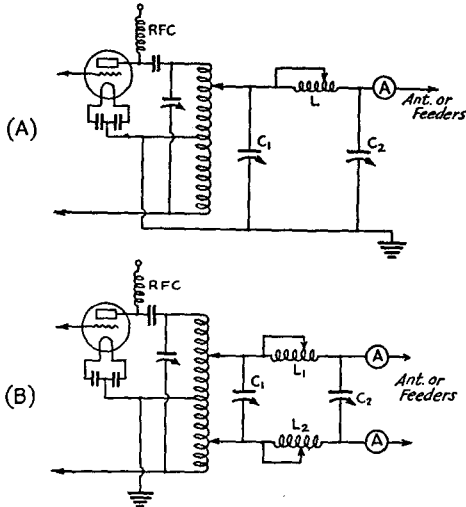 RFC
(A)
L
A
Ant. or
Feeders
C1
C2
RFC
(B)
L1
A
C1
C2
Ant. or
Feeders
L2
A